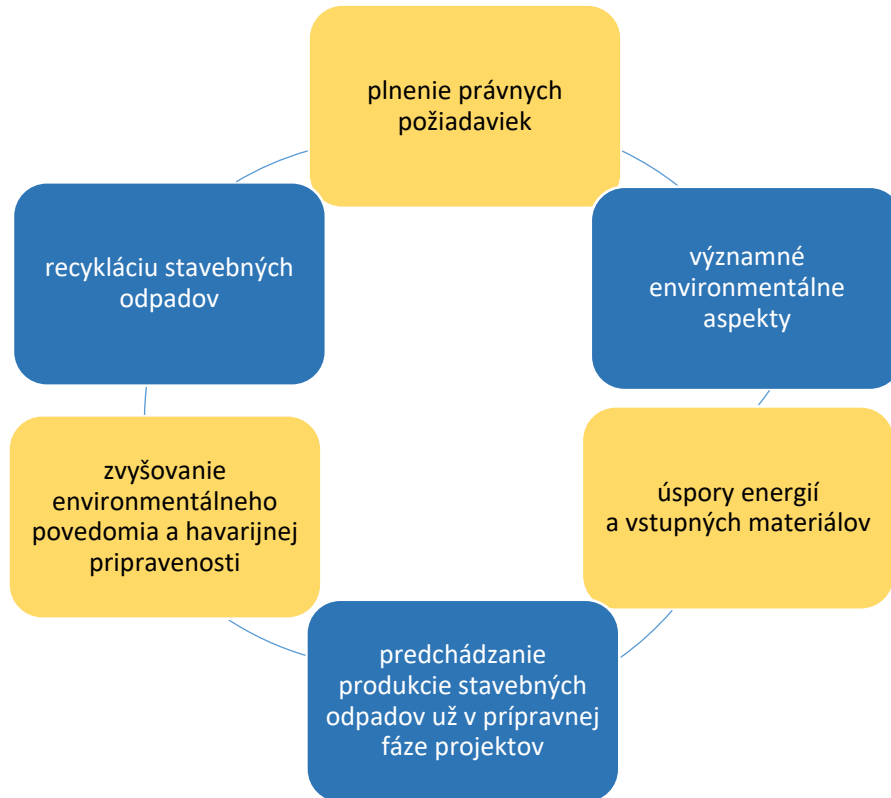 plnenie právnych
požiadaviek
významné
environmentálne
aspekty
úspory energií
a vstupných materiálov
predchádzanie
produkcie stavebných
odpadov už v prípravnej
fáze projektov
zvyšovanie
environmentálneho
povedomia a havarijnej
pripravenosti
recykláciu stavebných
odpadov